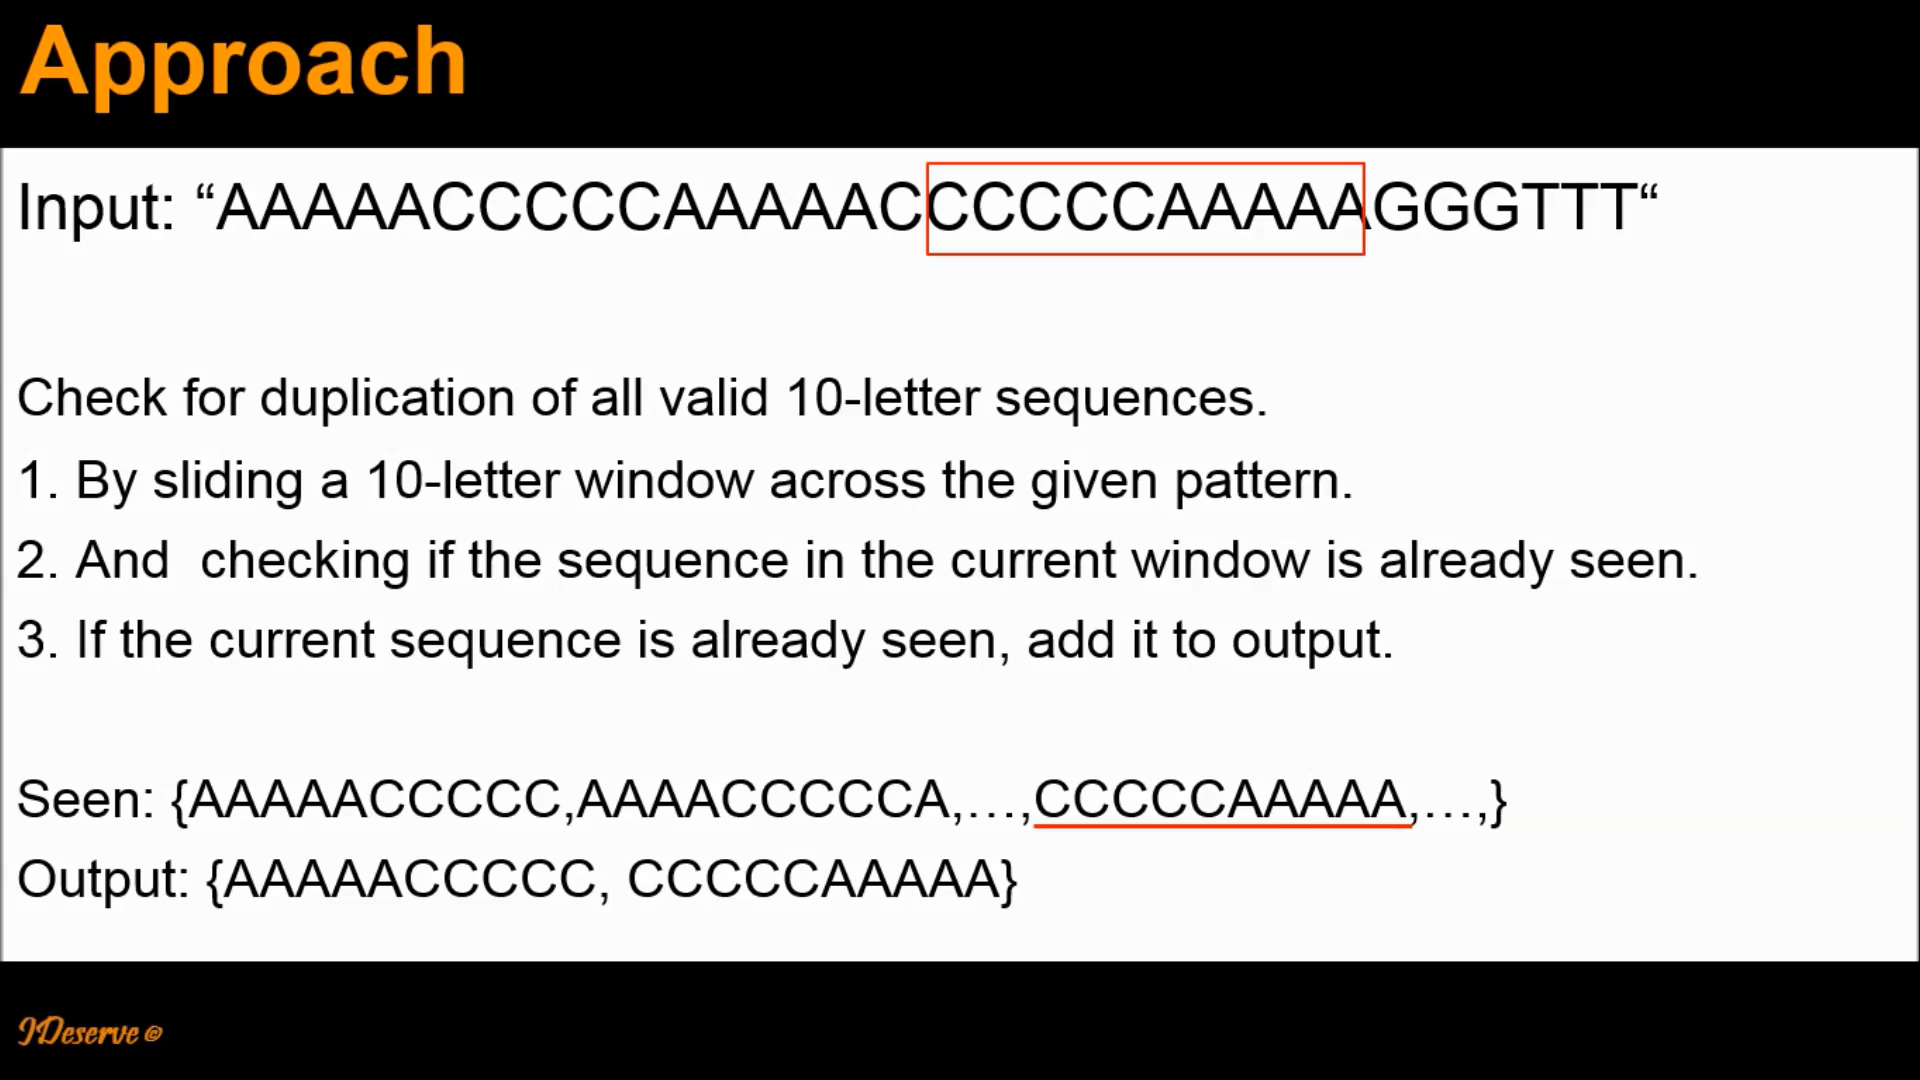 Approach
Input: “AAAAACCCCCAAAAACCCCCCAAAAAGGGTTT“
Check for duplication of all valid 10-letter sequences.
1. By sliding a 10-letter window across the given pattern.
2. And  checking if the sequence in the current window is already seen.
3. If the current sequence is already seen, add it to output.
Seen: {AAAAACCCCC,AAAACCCCCA,...,CCCCCAAAAA,...,}
Output: {AAAAACCCCC, CCCCCAAAAA}
IDeserve ©